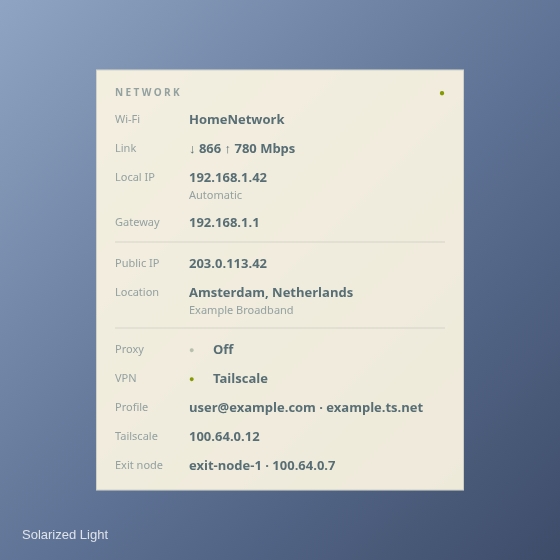 NETWORK
Wi-Fi HomeNetwork
Link ↓ 866 ↑ 780 Mbps
Local IP 192.168.1.42
Automatic
Gateway 192.168.1.1
Public IP 203.0.113.42
Location Amsterdam, Netherlands
Example Broadband
Proxy Off
VPN Tailscale
Profile user@example.com · example.ts.net
Tailscale 100.64.0.12
Exit node exit-node-1 · 100.64.0.7
Solarized Light